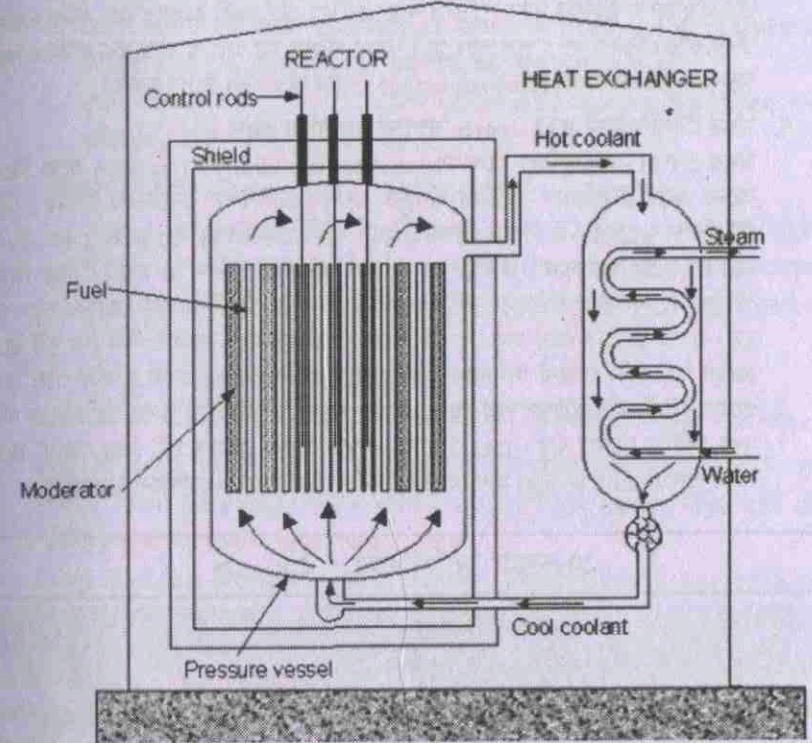 REACTOR
HEAT EXCHANGER
Control rods
Hot coolant
Shield
Steam
Fuel
Water
Moderator
Cool coolant
Pressure vessel